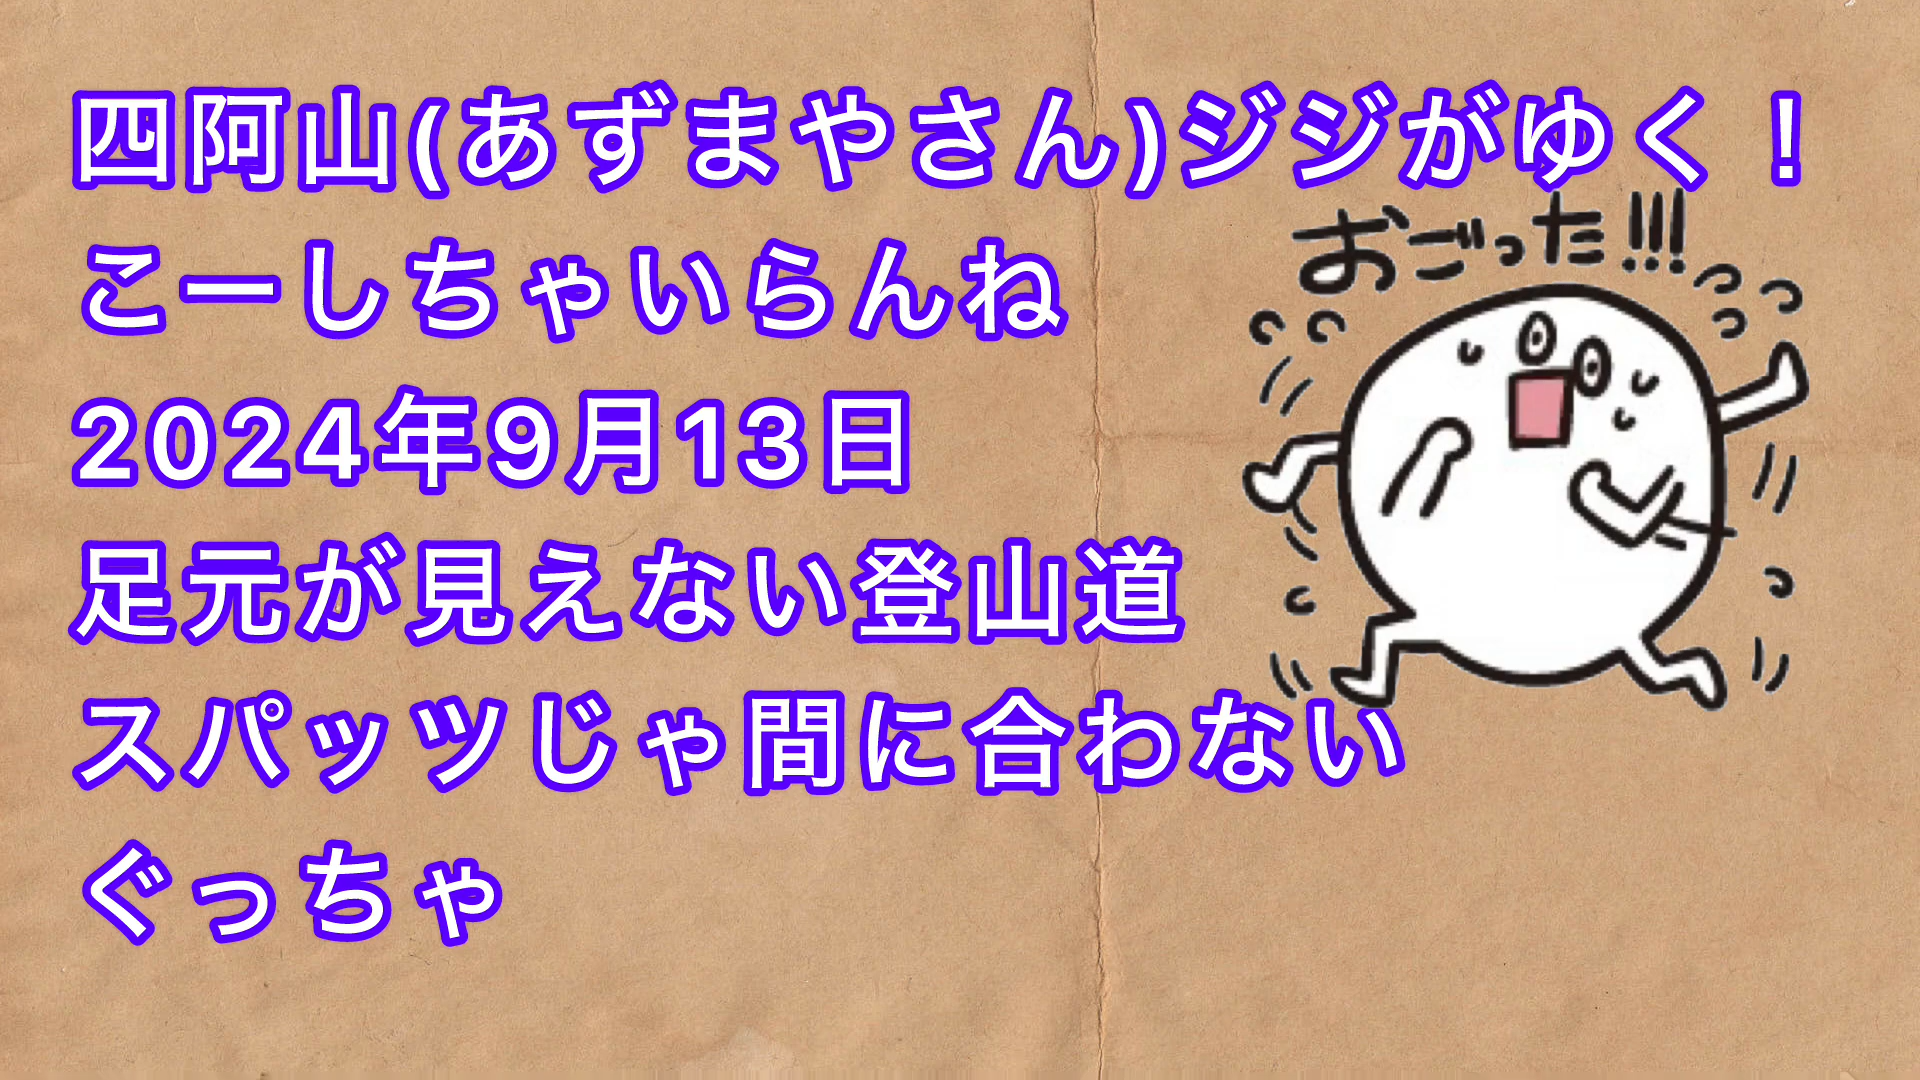 四阿山(あずまやさん)ジジがゆく！
おごった!!!
こーしちゃいらんね
2024年9月13日
足元が見えない登山道
スパッツじゃ間に合わない
ぐっちゃ